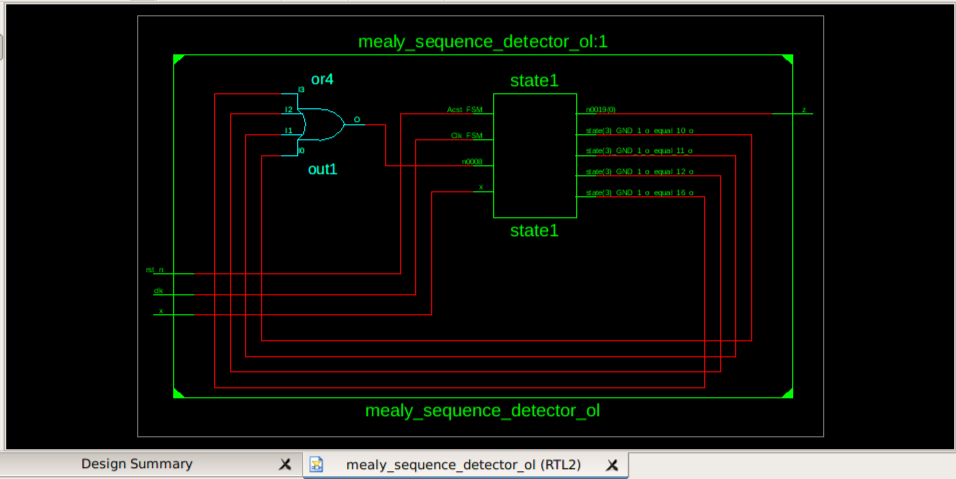 mealy_sequence_detector_ol:1
or4
state1
I3
I2
I1
I0
O
out1
Acst_FSM
Clk_FSM
n0008
x
n0019(0)
state(3)_GND_1_o_equal_10_o
state(3)_GND_1_o_equal_11_o
state(3)_GND_1_o_equal_12_o
state(3)_GND_1_o_equal_16_o
z
state1
rst_n
clk
x
mealy_sequence_detector_ol
Design Summary
mealy_sequence_detector_ol (RTL2)